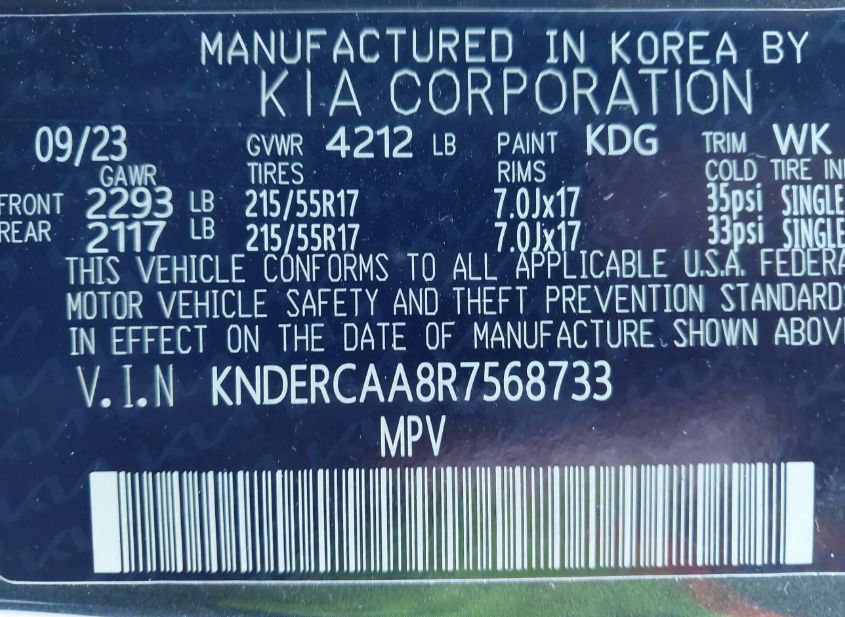 MANUFACTURED IN KOREA BY
KIA CORPORATION
09/23 GVWR 4212 LB PAINT KDG TRIM WK
GAWR TIRES RIMS COLD TIRE IN
FRONT 2293 LB 215/55R17 7.0Jx17 35psi SINGLE
REAR 2117 LB 215/55R17 7.0Jx17 33psi SINGLE
THIS VEHICLE CONFORMS TO ALL APPLICABLE U.S.A. FEDERA
MOTOR VEHICLE SAFETY AND THEFT PREVENTION STANDARDS
IN EFFECT ON THE DATE OF MANUFACTURE SHOWN ABOV
V.I.N KNDERCAA8R7568733
MPV